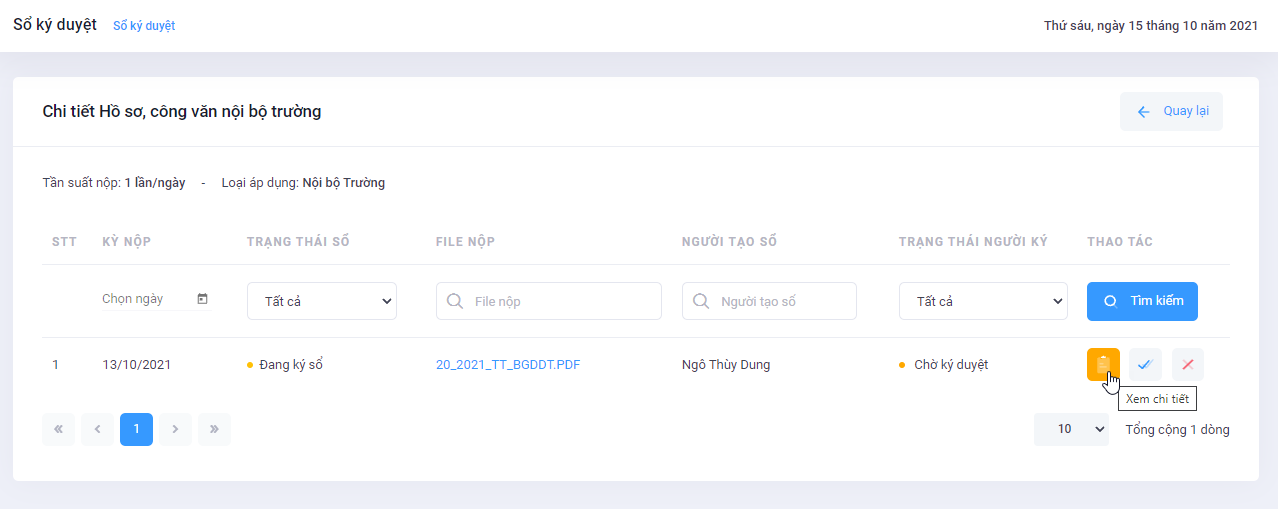 Sổ ký duyệt Sổ ký duyệt Thứ sáu, ngày 15 tháng 10 năm 2021
Chi tiết Hồ sơ, công văn nội bộ trường Quay lại
Tần suất nộp: 1 lần/ngày - Loại áp dụng: Nội bộ Trường
STT KỲ NỘP TRẠNG THÁI SỔ FILE NỘP NGƯỜI TẠO SỔ TRẠNG THÁI NGƯỜI KÝ THAO TÁC
Chọn ngày Tất cả File nộp Người tạo sổ Tất cả Tìm kiếm
1 13/10/2021 Đang ký sổ 20_2021_TT_BGDDT.PDF Ngô Thùy Dung Chờ ký duyệt
Xem chi tiết
« ‹ 1 › » 10 Tổng cộng 1 dòng